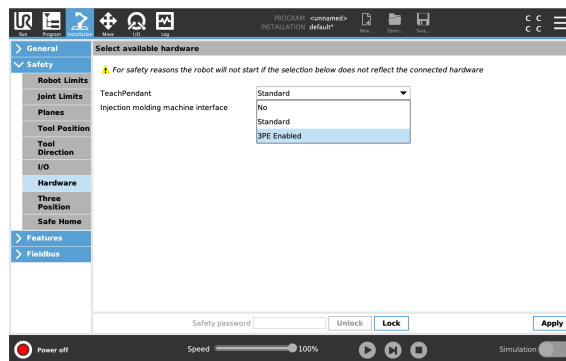 UR
Run
Program
Installation
Move
I/O
Log
PROGRAM <unnamed>
INSTALLATION default*
New...
Open...
Save...
C C
C C
General
Safety
Robot Limits
Joint Limits
Planes
Tool Position
Tool
Direction
I/O
Hardware
Three
Position
Safe Home
Features
Fieldbus
Select available hardware
For safety reasons the robot will not start if the selection below does not reflect the connected hardware
TeachPendant
Standard
Injection molding machine interface
No
Standard
3PE Enabled
Safety password
Unlock
Lock
Apply
Power off
Speed
100%
Simulation